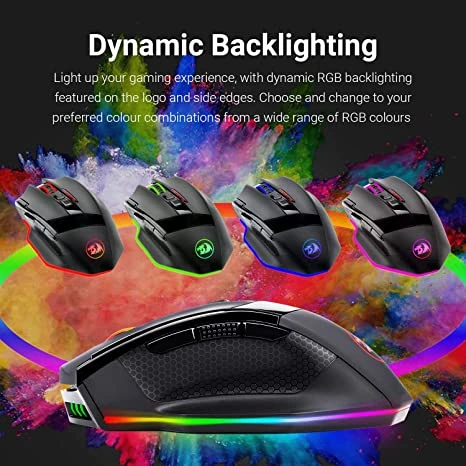 Dynamic Backlighting
Light up your gaming experience, with dynamic RGB backlighting
featured on the logo and side edges. Choose and change to your
preferred colour combinations from a wide range of RGB colours